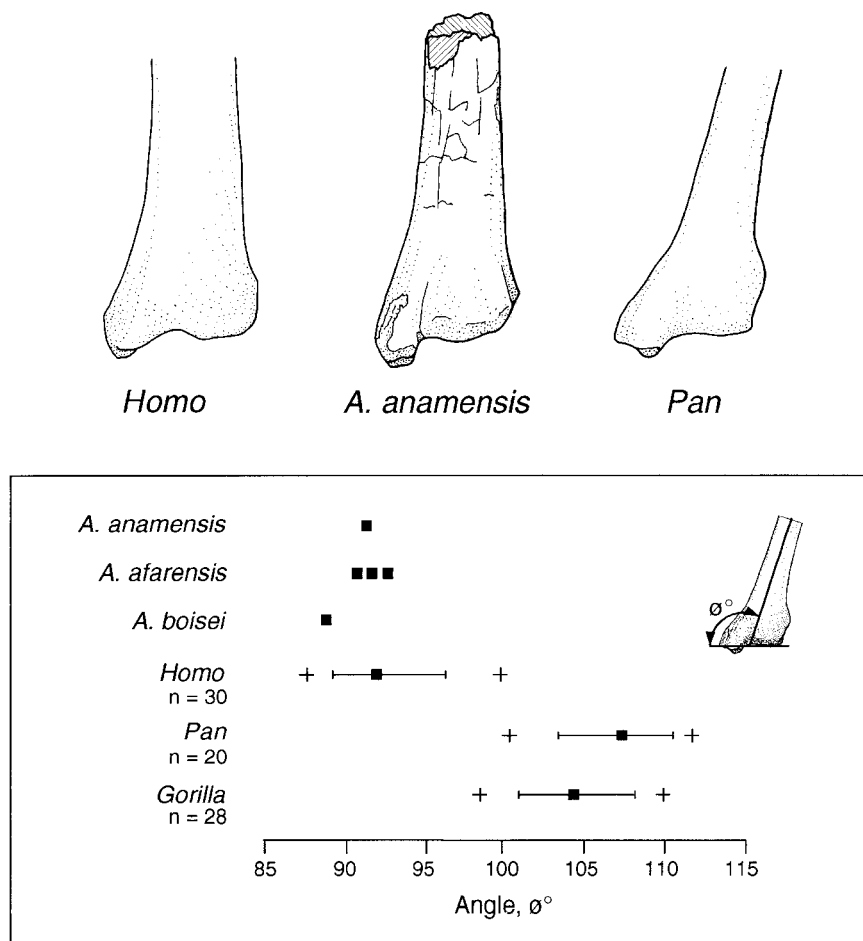 Homo
A. anamensis
Pan
A. anamensis
A. afarensis
A. boisei
Homo
n = 30
Pan
n = 20
Gorilla
n = 28
ø°
85 90 95 100 105 110 115
Angle, ø°